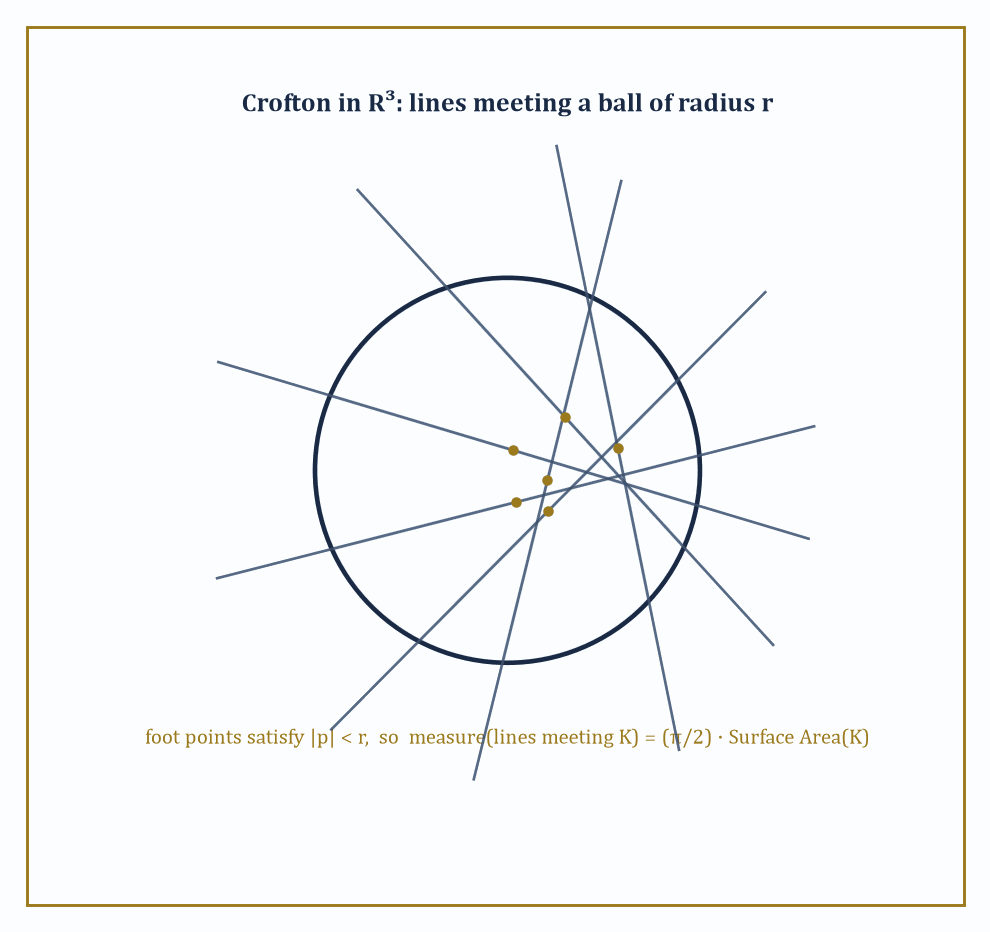 Crofton in R³: lines meeting a ball of radius r
foot points satisfy |p| < r,  so  measure(lines meeting K) = (π/2) · Surface Area(K)